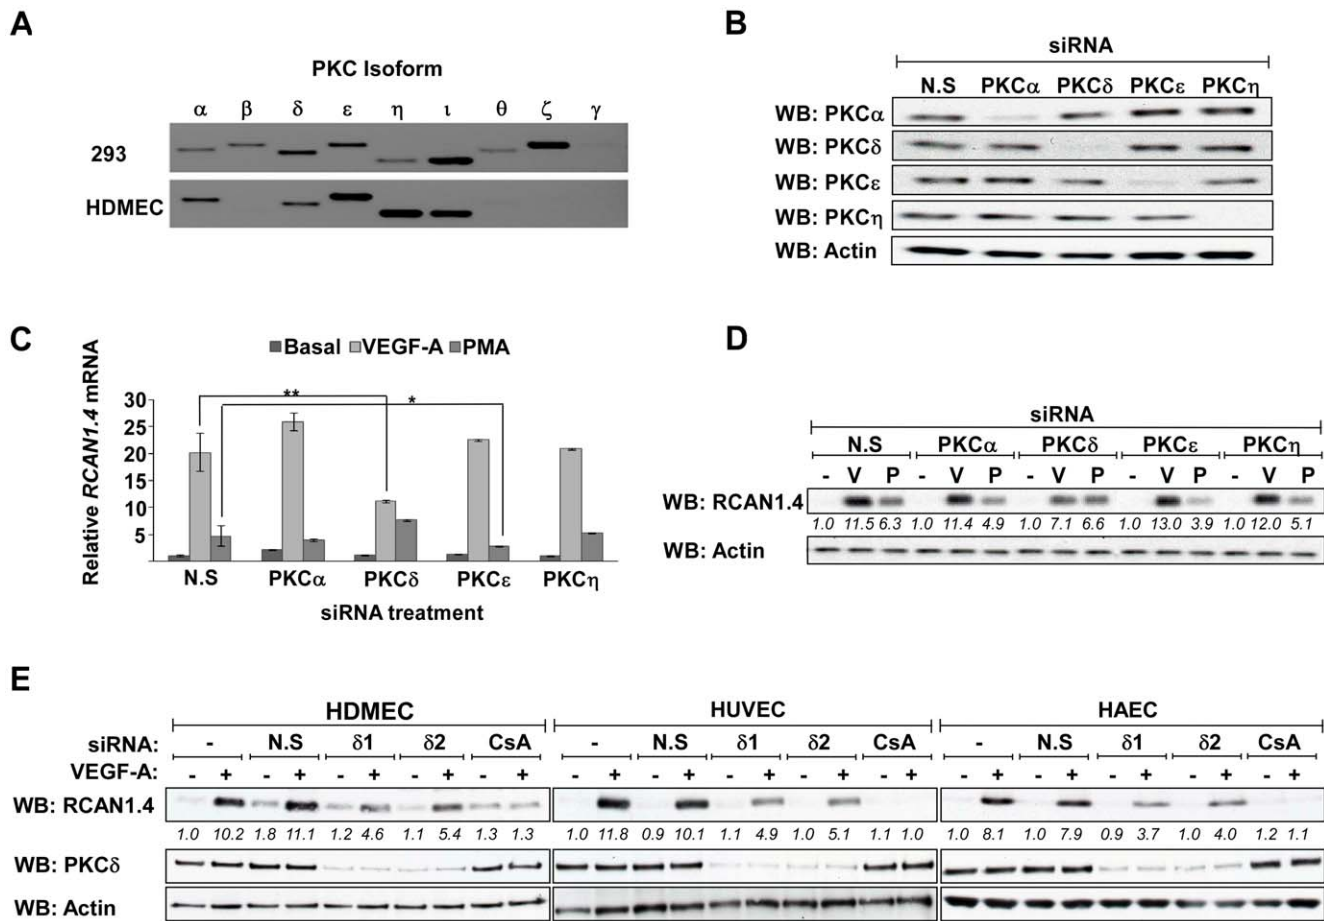 A
PKC Isoform
α β δ ε η ι θ ζ γ
293
HDMEC
B
siRNA
N.S PKCα PKCδ PKCε PKCη
WB: PKCα
WB: PKCδ
WB: PKCε
WB: PKCη
WB: Actin
C
Basal VEGF-A PMA
Relative RCAN1.4 mRNA
30
25
20
15
10
5
** *
N.S PKCα PKCδ PKCε PKCη
siRNA treatment
D
siRNA
N.S PKCα PKCδ PKCε PKCη
- V P - V P - V P - V P - V P
WB: RCAN1.4
1.0 11.5 6.3 1.0 11.4 4.9 1.0 7.1 6.6 1.0 13.0 3.9 1.0 12.0 5.1
WB: Actin
E
HDMEC HUVEC HAEC
siRNA: - N.S δ1 δ2 CsA - N.S δ1 δ2 CsA - N.S δ1 δ2 CsA
VEGF-A: - + - + - + - + - + - + - + - + - + - + - + - + - + - + - +
WB: RCAN1.4
1.0 10.2 1.8 11.1 1.2 4.6 1.1 5.4 1.3 1.3 1.0 11.8 0.9 10.1 1.1 4.9 1.0 5.1 1.1 1.0 1.0 8.1 1.0 7.9 0.9 3.7 1.0 4.0 1.2 1.1
WB: PKCδ
WB: Actin